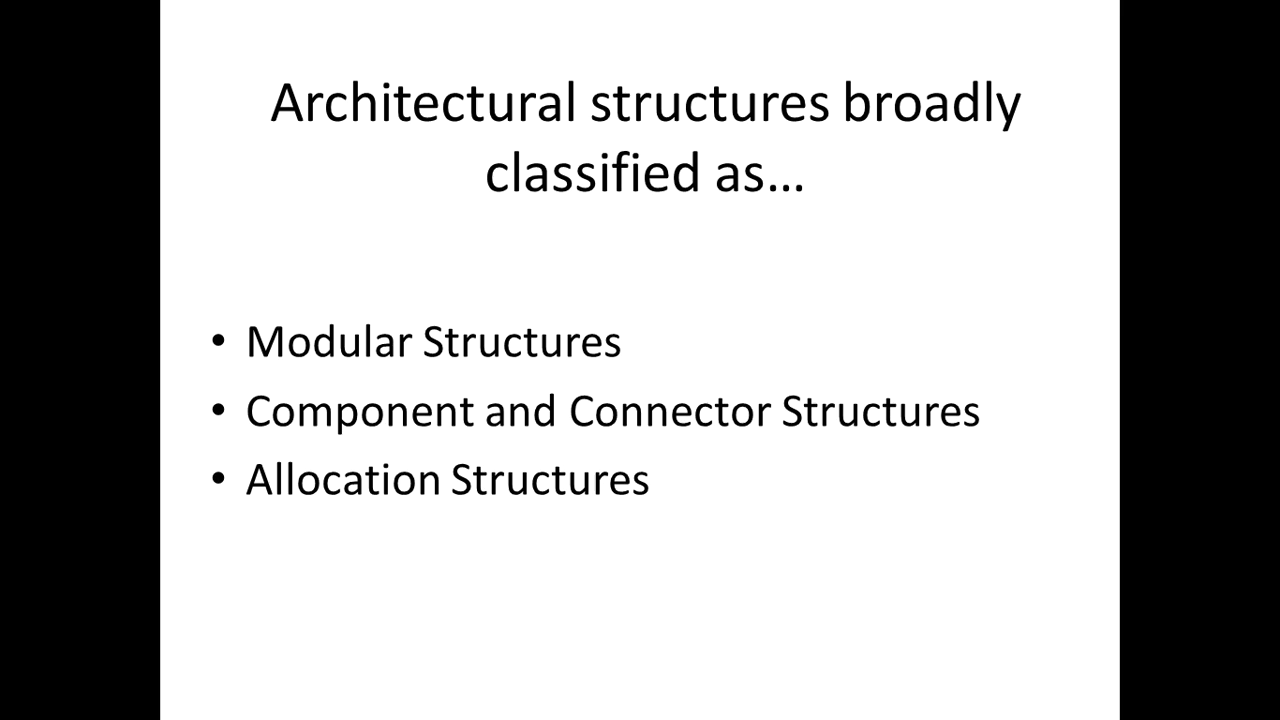 Architectural structures broadly
classified as…
• Modular Structures
• Component and Connector Structures
• Allocation Structures